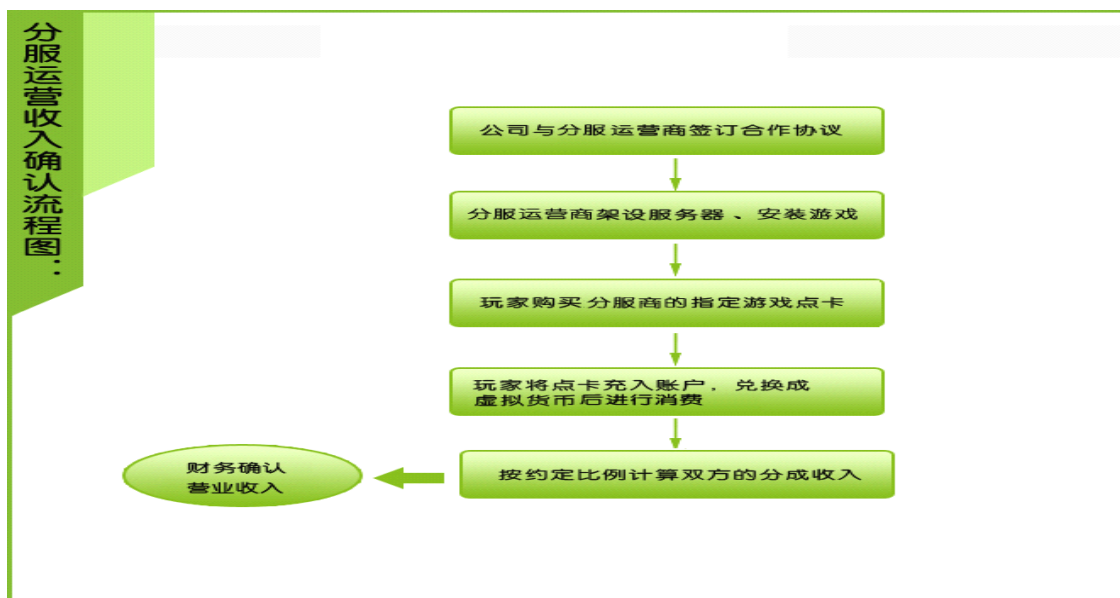 分服运营收入确认流程图：
公司与分服运营商签订合作协议
分服运营商架设服务器、安装游戏
玩家购买分服商的指定游戏点卡
玩家将点卡充入账户，兑换成
虚拟货币后进行消费
按约定比例计算双方的分成收入
财务确认
营业收入